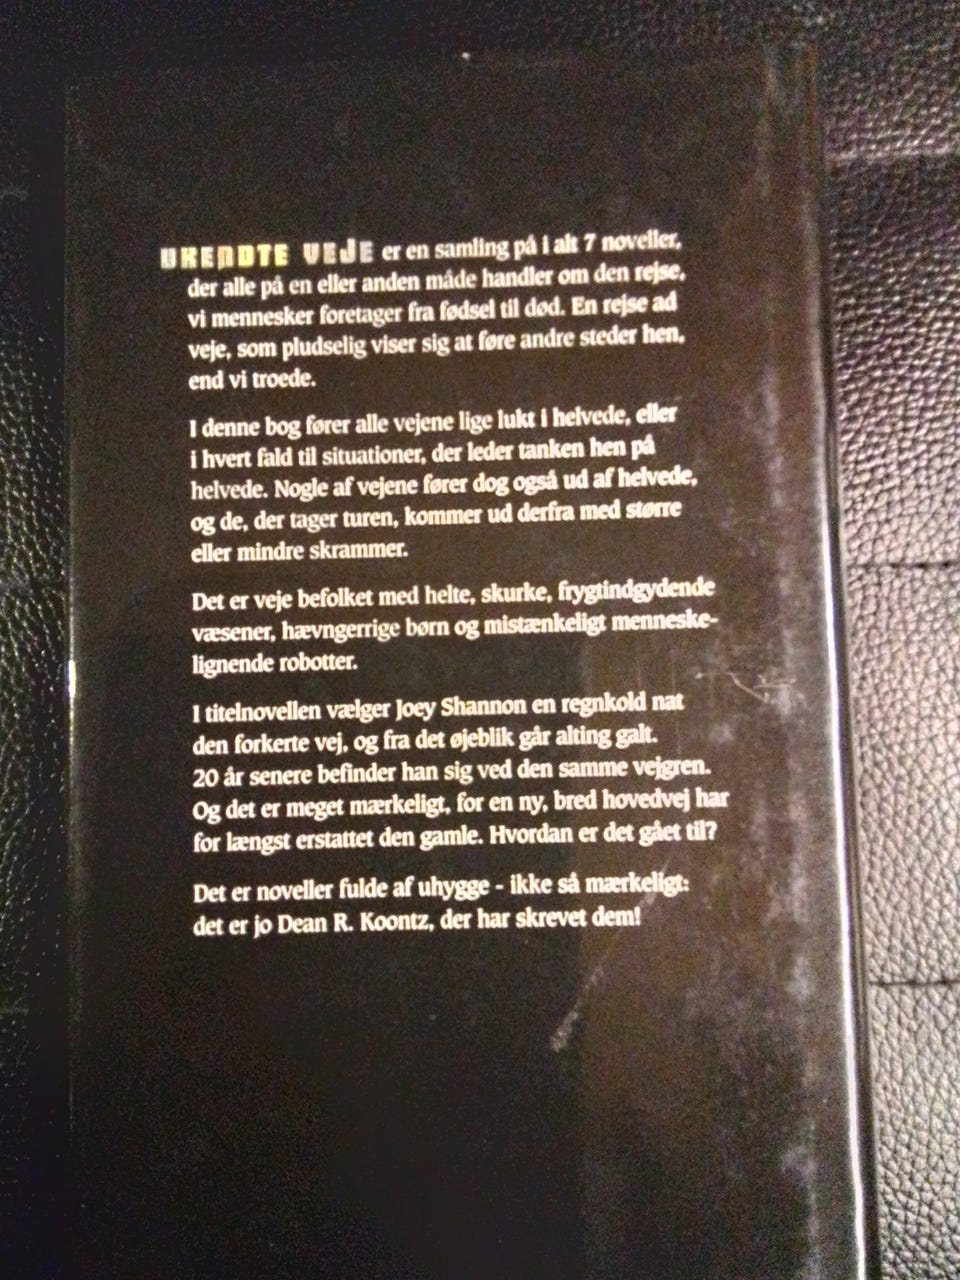 UKENDTE VEJE er en samling på i alt 7 noveller,
der alle på en eller anden måde handler om den rejse,
vi mennesker foretager fra fødsel til død. En rejse ad
veje, som pludselig viser sig at føre andre steder hen,
end vi troede.
I denne bog fører alle vejene lige lukt i helvede, eller
i hvert fald til situationer, der leder tanken hen på
helvede. Nogle af vejene fører dog også ud af helvede,
og de, der tager turen, kommer ud derfra med større
eller mindre skrammer.
Det er veje befolket med helte, skurke, frygtindgydende
væsener, hævngerrige børn og mistænkeligt menneske-
lignende robotter.
I titelnovellen vælger Joey Shannon en regnkold nat
den forkerte vej, og fra det øjeblik går alting galt.
20 år senere befinder han sig ved den samme vejgren.
Og det er meget mærkeligt, for en ny, bred hovedvej har
for længst erstattet den gamle. Hvordan er det gået til?
Det er noveller fulde af uhygge - ikke så mærkeligt:
det er jo Dean R. Koontz, der har skrevet dem!